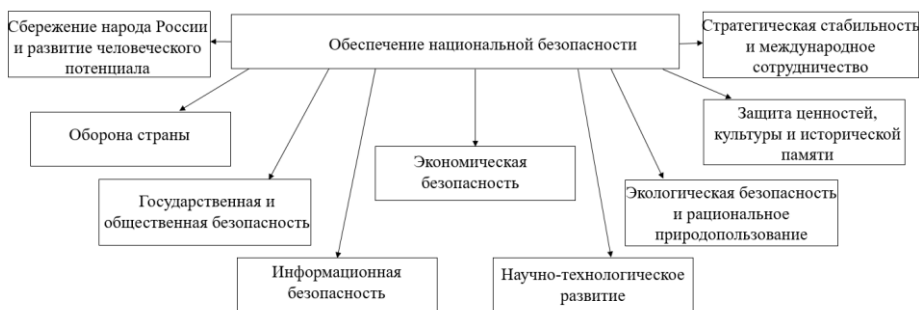 Сбережение народа России
и развитие человеческого
потенциала
Обеспечение национальной безопасности
Стратегическая стабильность
и международное
сотрудничество
Оборона страны
Защита ценностей,
культуры и исторической
памяти
Экономическая
безопасность
Государственная и
общественная безопасность
Экологическая безопасность
и рациональное
природопользование
Информационная
безопасность
Научно-технологическое
развитие